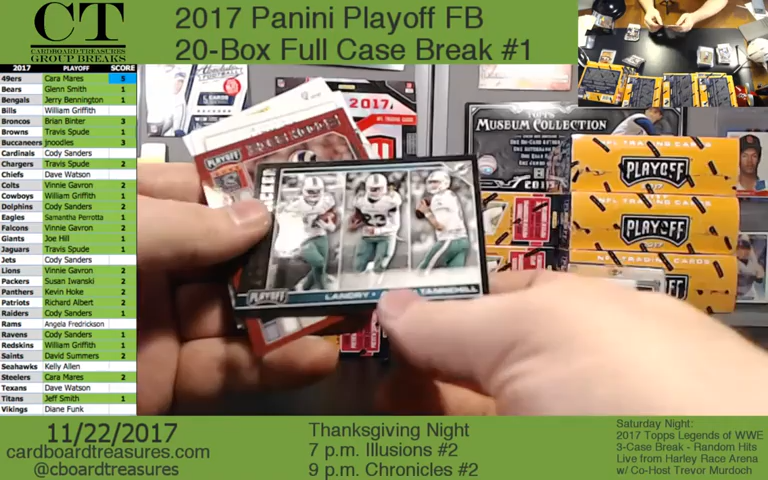 CT
CARDBOARD TREASURES
GROUP BREAKS
2017 Panini Playoff FB
20-Box Full Case Break #1
2017 PLAYOFF SCORE
49ers Cara Mares 5
Bears Glenn Smith 1
Bengals Jerry Bennington 1
Bills William Griffith
Broncos Brian Binter 3
Browns Travis Spude 1
Buccaneers Jnoodies 3
Cardinals Cody Sanders
Chargers Travis Spude 2
Chiefs Dave Watson
Colts Vinnie Gavron 2
Cowboys William Griffith 1
Dolphins Cody Sanders 2
Eagles Samantha Perrotta 1
Falcons Vinnie Gavron 2
Giants Joe Hill 1
Jaguars Travis Spude 1
Jets Cody Sanders
Lions Vinnie Gavron 2
Packers Susan Iwanski 2
Panthers Kevin Hoke 2
Patriots Richard Albert 2
Raiders Cody Sanders 1
Rams Angela Fredrickson
Ravens Cody Sanders 1
Redskins William Griffith 1
Saints David Summers 2
Seahawks Kelly Allen
Steelers Cara Mares 2
Texans Dave Watson
Titans Jeff Smith 1
Vikings Diane Funk
2017
TOPPS
MUSEUM COLLECTION
PLAYOFF
PLAYOFF
PLAYOFF
PLAYOFF
LANDRY
TANNEHILL
11/22/2017
cardboardtreasures.com
@cboardtreasures
Thanksgiving Night
7 p.m. Illusions #2
9 p.m. Chronicles #2
Saturday Night:
2017 Topps Legends of WWE
3-Case Break - Random Hits
Live from Harley Race Arena
w/ Co-Host Trevor Murdoch